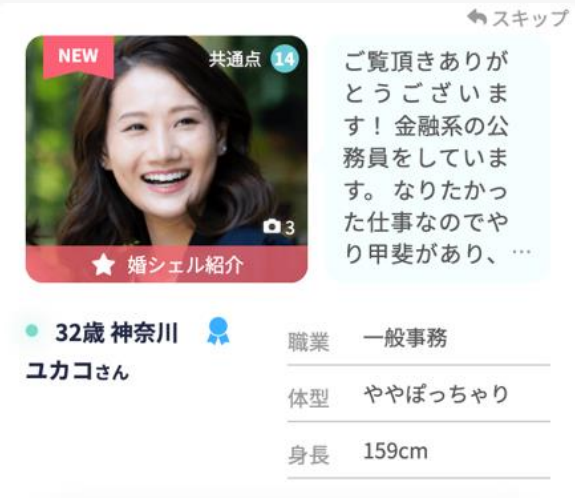 スキップ
NEW
共通点 14
3
婚シェル紹介
ご覧頂きありが
とうございま
す！ 金融系の公
務員をしていま
す。 なりたかっ
た仕事なのでや
り甲斐があり、…
32歳 神奈川
ユカコさん
職業 一般事務
体型 ややぽっちゃり
身長 159cm